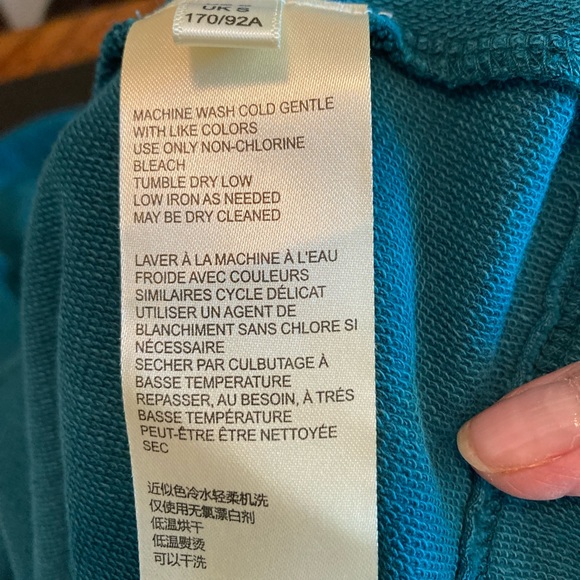 UK S
170/92A
MACHINE WASH COLD GENTLE
WITH LIKE COLORS
USE ONLY NON-CHLORINE
BLEACH
TUMBLE DRY LOW
LOW IRON AS NEEDED
MAY BE DRY CLEANED
LAVER À LA MACHINE À L'EAU
FROIDE AVEC COULEURS
SIMILAIRES CYCLE DÉLICAT
UTILISER UN AGENT DE
BLANCHIMENT SANS CHLORE SI
NÉCESSAIRE
SECHER PAR CULBUTAGE À
BASSE TEMPERATURE
REPASSER, AU BESOIN, À TRÉS
BASSE TEMPÉRATURE
PEUT-ÊTRE ÊTRE NETTOYÉE
SEC
近似色冷水轻柔机洗
仅使用无氯漂白剂
低温烘干
低温熨烫
可以干洗